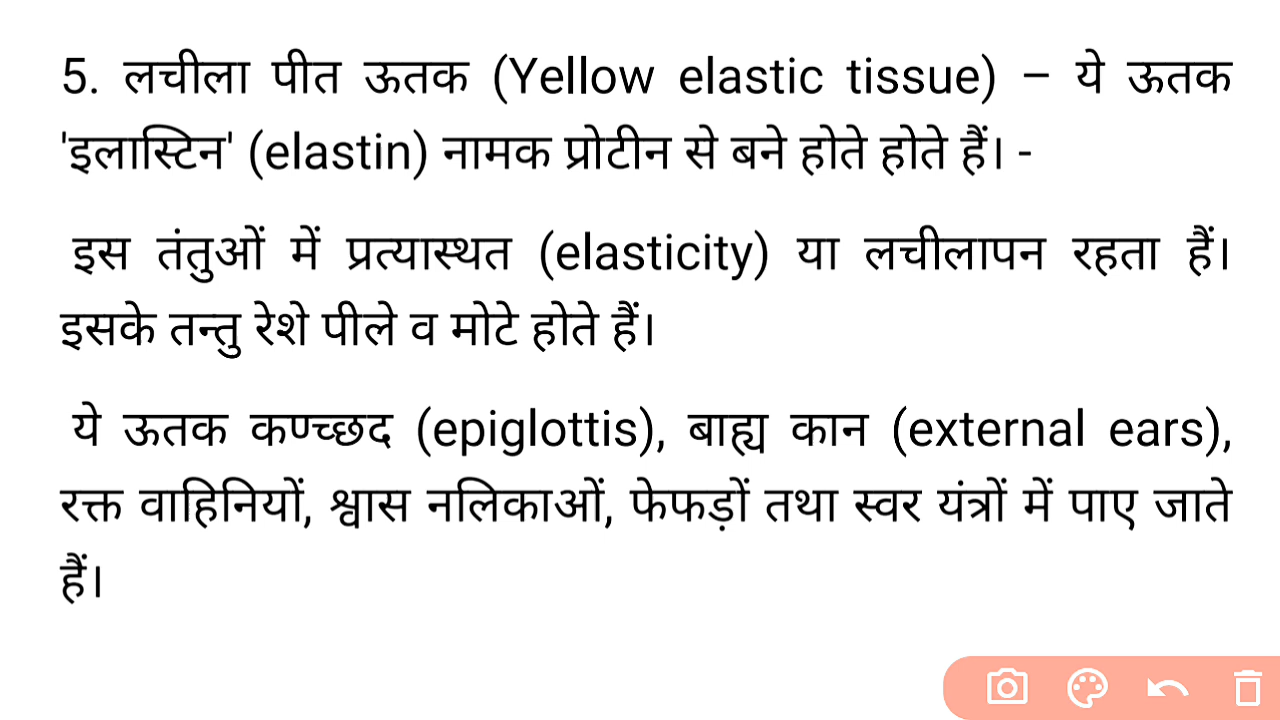 5. लचीला पीत ऊतक (Yellow elastic tissue) – ये ऊतक
'इलास्टिन' (elastin) नामक प्रोटीन से बने होते होते हैं। -
इस तंतुओं में प्रत्यास्थत (elasticity) या लचीलापन रहता हैं।
इसके तन्तु रेशे पीले व मोटे होते हैं।
ये ऊतक कण्च्छद (epiglottis), बाह्य कान (external ears),
रक्त वाहिनियों, श्वास नलिकाओं, फेफड़ों तथा स्वर यंत्रों में पाए जाते
हैं।